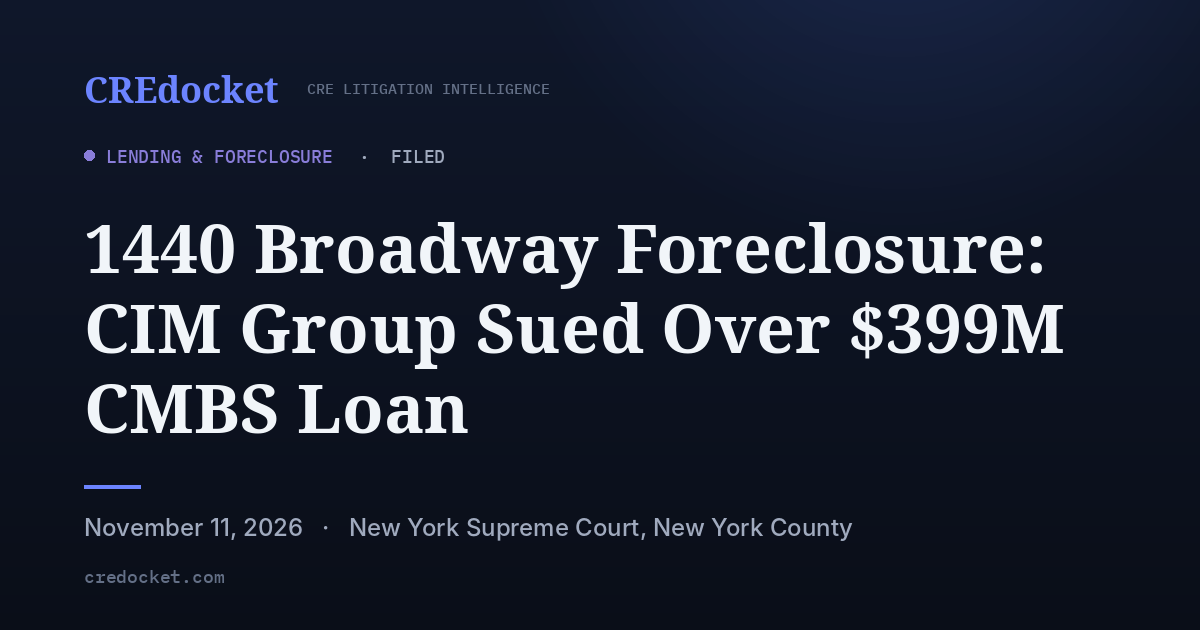 CREdocket CRE LITIGATION INTELLIGENCE
LENDING & FORECLOSURE · FILED
1440 Broadway Foreclosure:
CIM Group Sued Over $399M
CMBS Loan
November 11, 2026 · New York Supreme Court, New York County
credocket.com